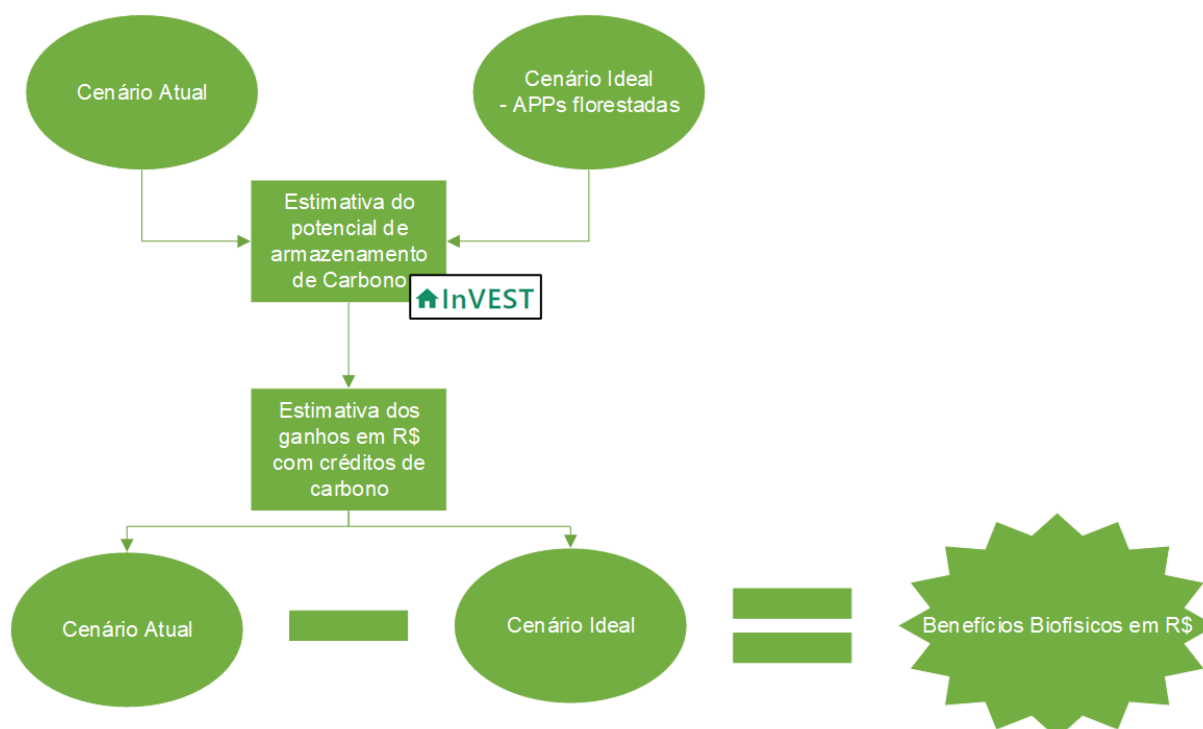 Cenário Atual
Cenário Ideal
- APPs florestadas
Estimativa do
potencial de
armazenamento
de Carbono
InVEST
Estimativa dos
ganhos em R$
com créditos de
carbono
Cenário Atual
Cenário Ideal
Benefícios Biofísicos em R$